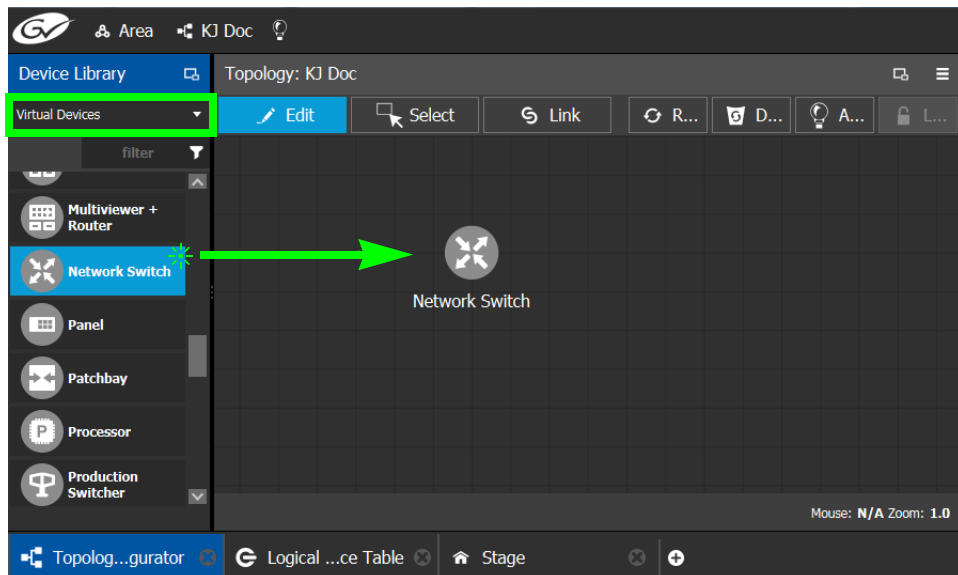 GV Area KJ Doc
Device Library
Topology: KJ Doc
Virtual Devices
Edit Select Link R... D... A... L...
filter
Multiviewer +
Router
Network Switch
Panel
Patchbay
Processor
Production
Switcher
Network Switch
Mouse: N/A Zoom: 1.0
Topolog...gurator Logical ...ce Table Stage